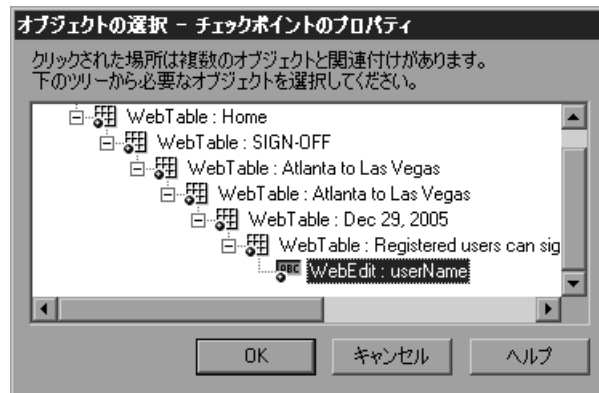 オブジェクトの選択 - チェックポイントのプロパティ
クリックされた場所は複数のオブジェクトと関連付けがあります。
下のツリーから必要なオブジェクトを選択してください。
WebTable : Home
WebTable : SIGN-OFF
WebTable : Atlanta to Las Vegas
WebTable : Atlanta to Las Vegas
WebTable : Dec 29, 2005
WebTable : Registered users can sig
WebEdit : userName
OK キャンセル ヘルプ